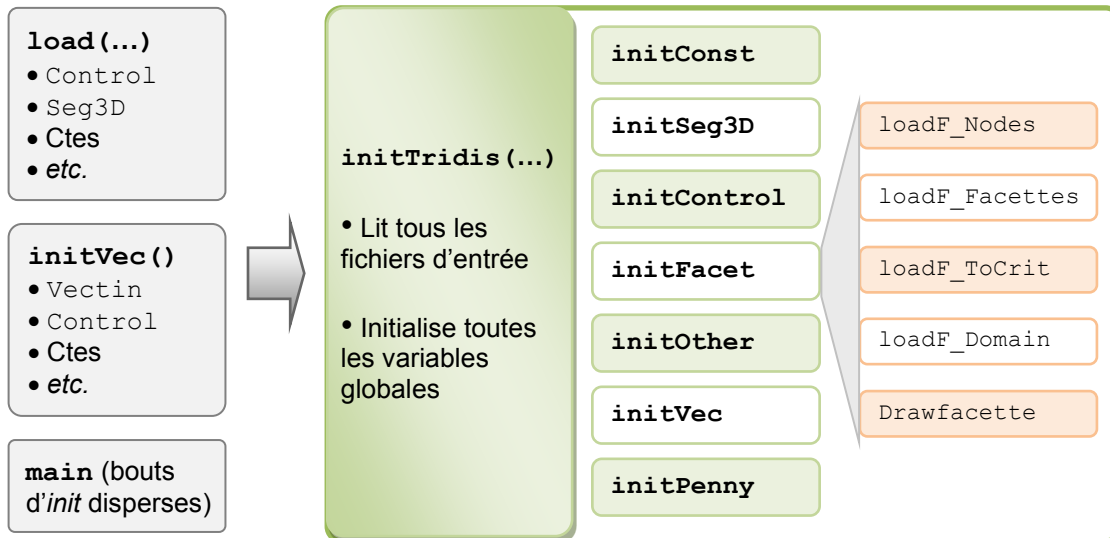 load(…)
• Control
• Seg3D
• Ctes
• etc.
initVec()
• Vectin
• Control
• Ctes
• etc.
main (bouts
d'init disperses)
initTridis(…)
• Lit tous les
fichiers d'entrée
• Initialise toutes
les variables
globales
initConst
initSeg3D
initControl
initFacet
initOther
initVec
initPenny
loadF_Nodes
loadF_Facettes
loadF_ToCrit
loadF_Domain
Drawfacette